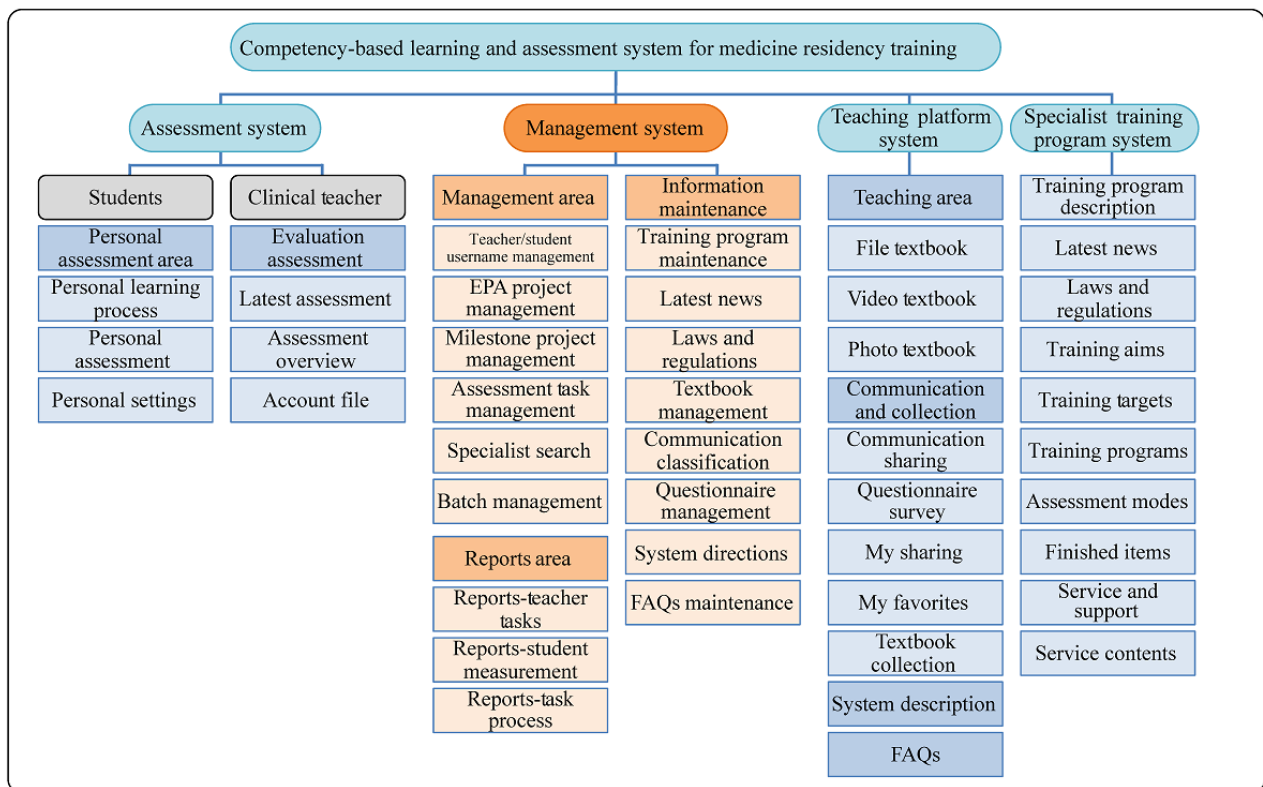 Competency-based learning and assessment system for medicine residency training
Assessment system
Management system
Teaching platform
system
Specialist training
program system
Students
Personal
assessment area
Personal learning
process
Personal
assessment
Personal settings
Clinical teacher
Evaluation
assessment
Latest assessment
Assessment
overview
Account file
Management area
Teacher/student
username management
EPA project
management
Milestone project
management
Assessment task
management
Specialist search
Batch management
Reports area
Reports-teacher
tasks
Reports-student
measurement
Reports-task
process
Information
maintenance
Training program
maintenance
Latest news
Laws and
regulations
Textbook
management
Communication
classification
Questionnaire
management
System directions
FAQs maintenance
Teaching area
File textbook
Video textbook
Photo textbook
Communication
and collection
Communication
sharing
Questionnaire
survey
My sharing
My favorites
Textbook
collection
System description
FAQs
Training program
description
Latest news
Laws and
regulations
Training aims
Training targets
Training programs
Assessment modes
Finished items
Service and
support
Service contents